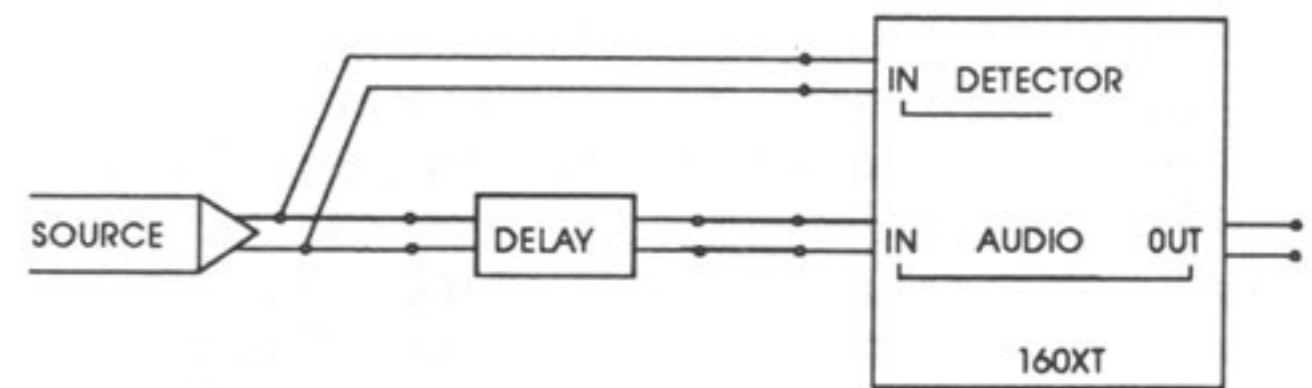 IN DETECTOR
SOURCE
DELAY
IN AUDIO OUT
160XT